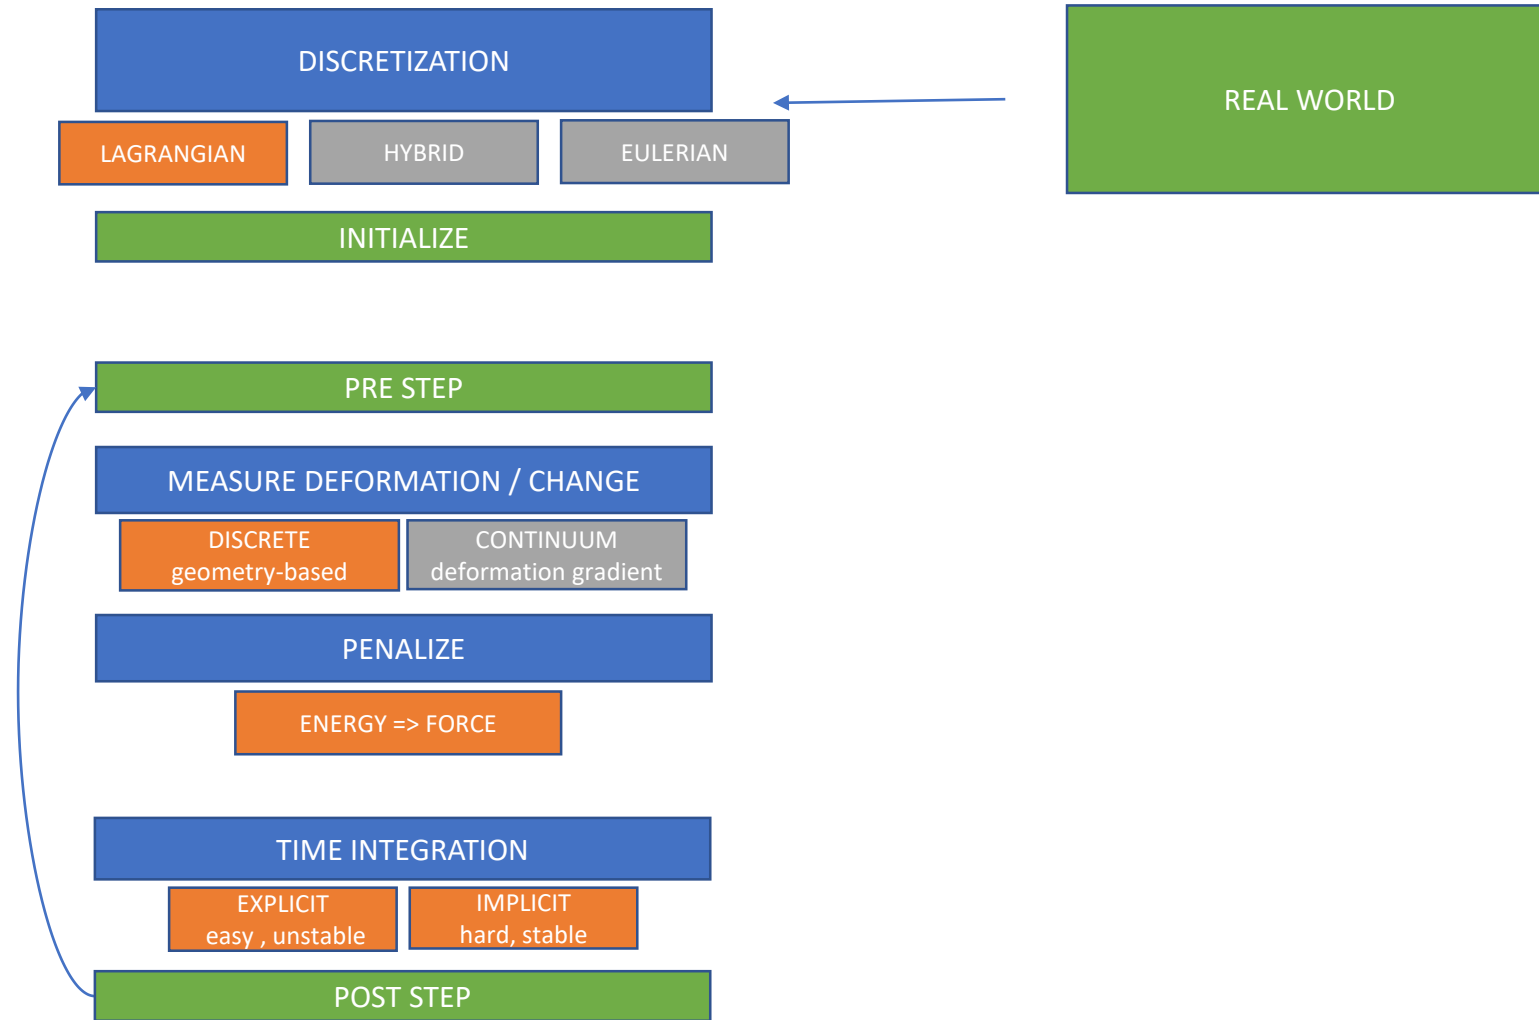 DISCRETIZATION
REAL WORLD
LAGRANGIAN
HYBRID
EULERIAN
INITIALIZE
PRE STEP
MEASURE DEFORMATION / CHANGE
DISCRETE
geometry-based
CONTINUUM
deformation gradient
PENALIZE
ENERGY => FORCE
TIME INTEGRATION
EXPLICIT
easy , unstable
IMPLICIT
hard, stable
POST STEP